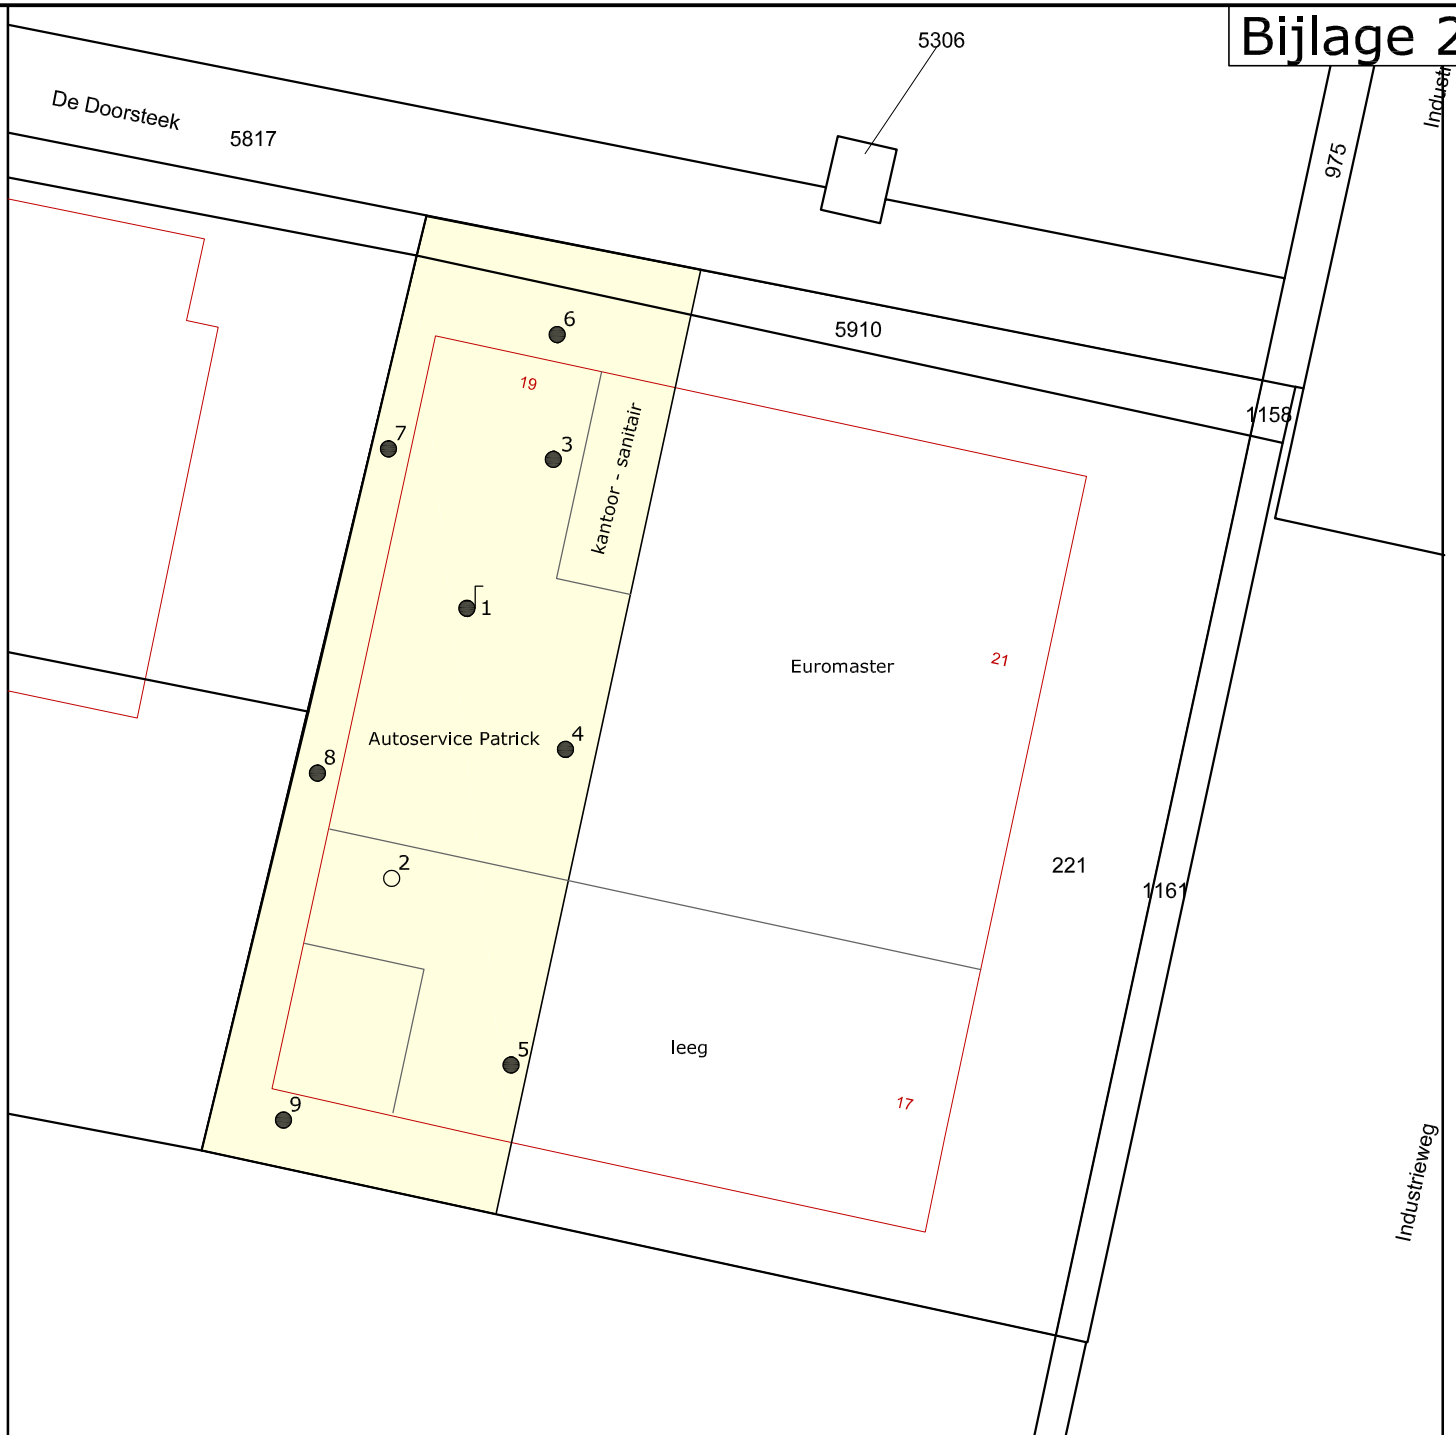 Bijlage 2
5306
De Doorsteek
5817
975
6
5910
19
1158
7
3
kantoor - sanitair
1
Euromaster
21
Autoservice Patrick
4
8
2
221
1161
5
leeg
17
9
Industrieweg